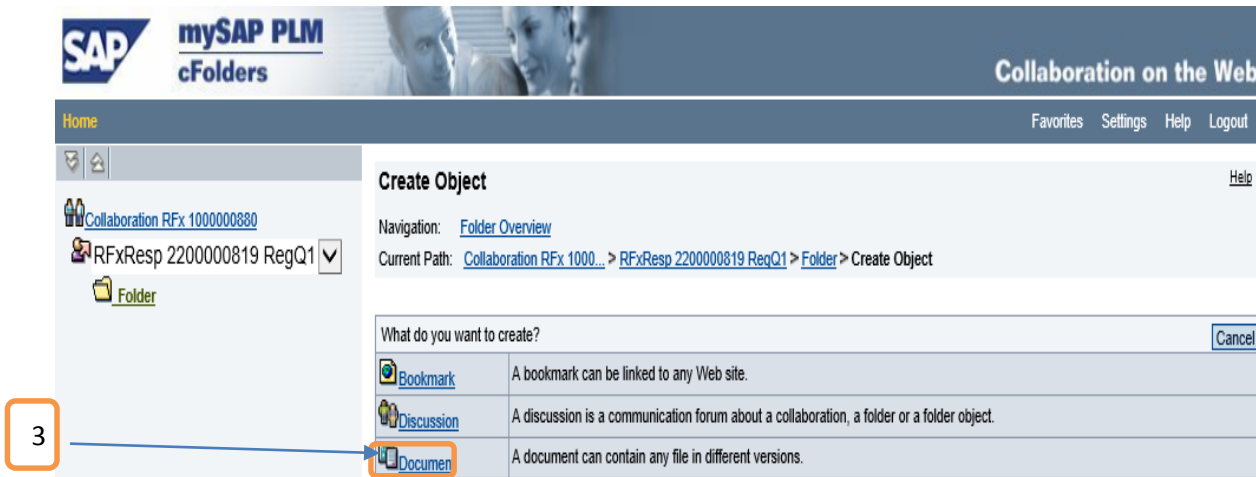 SAP
mySAP PLM
cFolders
Collaboration on the Web
Home
Favorites Settings Help Logout
Collaboration RFx 1000000880
RFxResp 2200000819 RegQ1
Folder
Create Object
Help
Navigation: Folder Overview
Current Path: Collaboration RFx 1000... > RFxResp 2200000819 RegQ1 > Folder > Create Object
What do you want to create?
Cancel
Bookmark A bookmark can be linked to any Web site.
Discussion A discussion is a communication forum about a collaboration, a folder or a folder object.
3
Documen A document can contain any file in different versions.